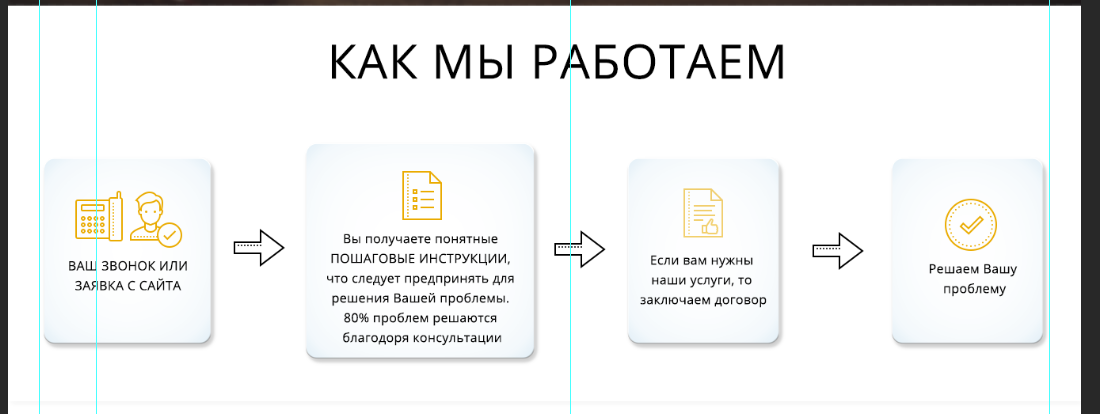 КАК МЫ РАБОТАЕМ
ВАШ ЗВОНОК ИЛИ
ЗАЯВКА С САЙТА
Вы получаете понятные
ПОШАГОВЫЕ ИНСТРУКЦИИ,
что следует предпринять для
решения Вашей проблемы.
80% проблем решаются
благодоря консультации
Если вам нужны
наши услуги, то
заключаем договор
Решаем Вашу
проблему